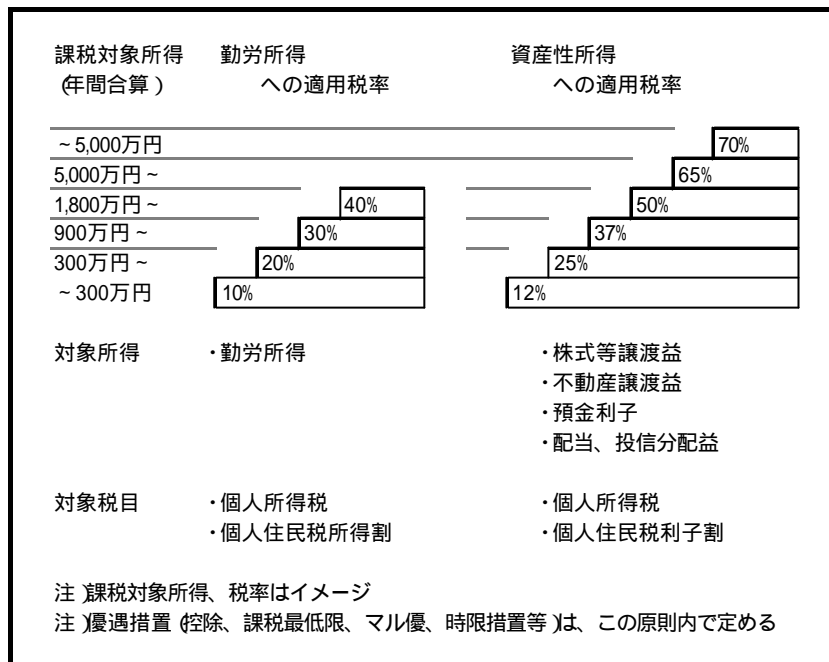 課税対象所得 勤労所得 資産性所得
(年間合算) への適用税率 への適用税率
~5,000万円 70%
5,000万円~ 65%
1,800万円~ 40% 50%
900万円~ 30% 37%
300万円~ 20% 25%
~300万円 10% 12%
対象所得 ・勤労所得 ・株式等譲渡益
・不動産譲渡益
・預金利子
・配当、投信分配益
対象税目 ・個人所得税 ・個人所得税
・個人住民税所得割 ・個人住民税利子割
注)課税対象所得、税率はイメージ
注)優遇措置(控除、課税最低限、マル優、時限措置等)は、この原則内で定める